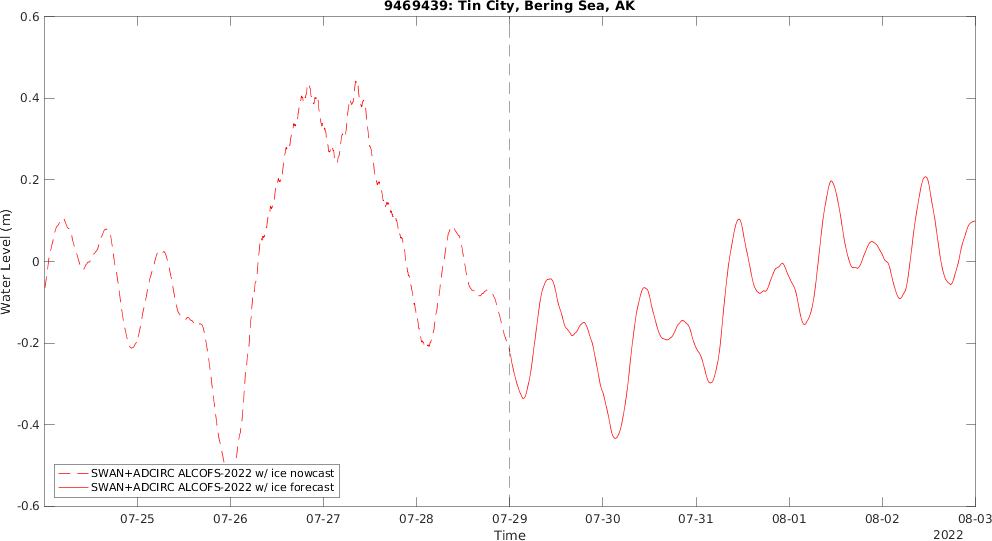 9469439: Tin City, Bering Sea, AK
0.6
0.4
0.2
0
-0.2
-0.4
-0.6
Water Level (m)
SWAN+ADCIRC ALCOFS-2022 w/ ice nowcast
SWAN+ADCIRC ALCOFS-2022 w/ ice forecast
07-25 07-26 07-27 07-28 07-29 07-30 07-31 08-01 08-02 08-03
Time
2022